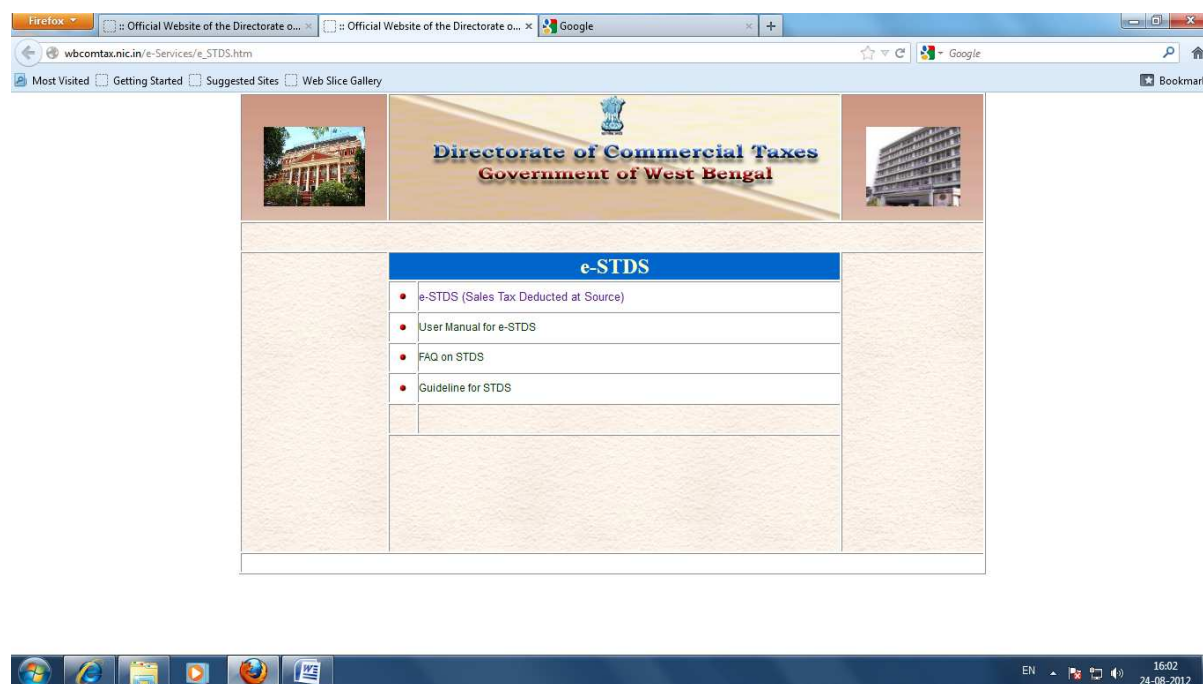 Firefox
:: Official Website of the Directorate o... ×
:: Official Website of the Directorate o... ×
Google ×
+
wbcomtax.nic.in/e-Services/e_STDS.htm
Google
Most Visited Getting Started Suggested Sites Web Slice Gallery
Bookmar
Directorate of Commercial Taxes
Government of West Bengal
e-STDS
e-STDS (Sales Tax Deducted at Source)
User Manual for e-STDS
FAQ on STDS
Guideline for STDS
EN
16:02
24-08-2012